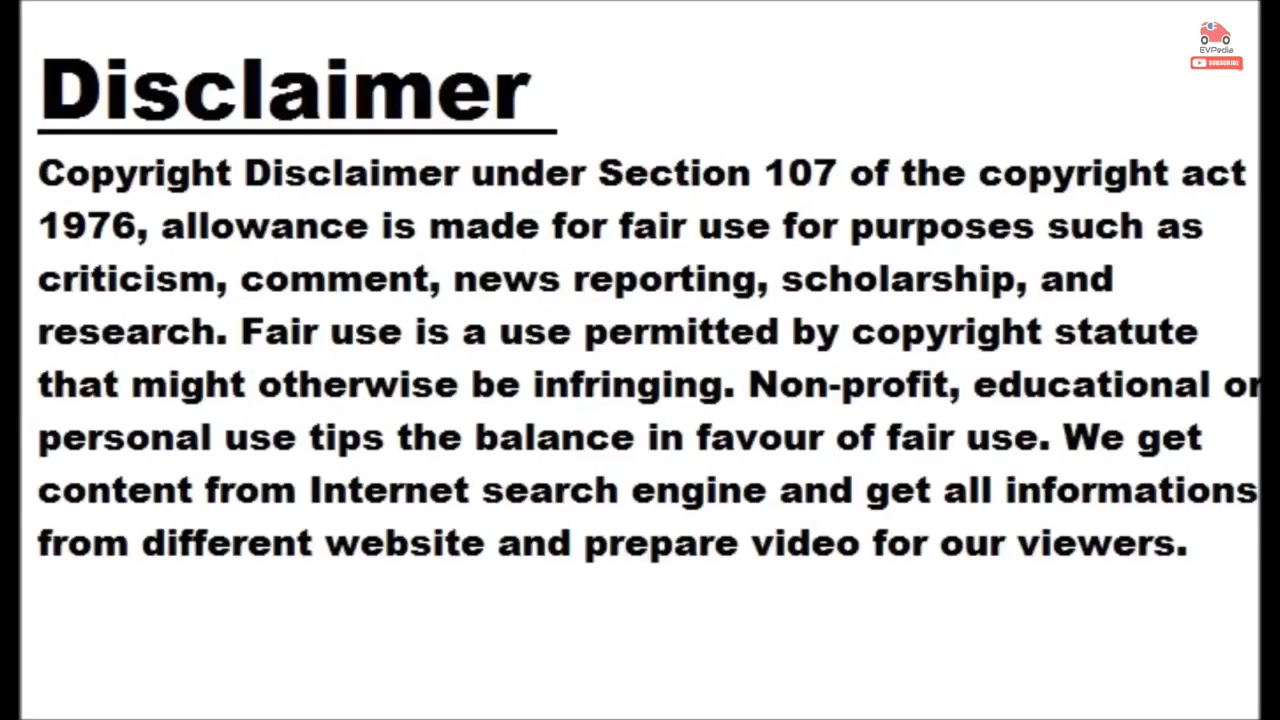 EVPedia
SUBSCRIBE
Disclaimer
Copyright Disclaimer under Section 107 of the copyright act
1976, allowance is made for fair use for purposes such as
criticism, comment, news reporting, scholarship, and
research. Fair use is a use permitted by copyright statute
that might otherwise be infringing. Non-profit, educational or
personal use tips the balance in favour of fair use. We get
content from Internet search engine and get all informations
from different website and prepare video for our viewers.